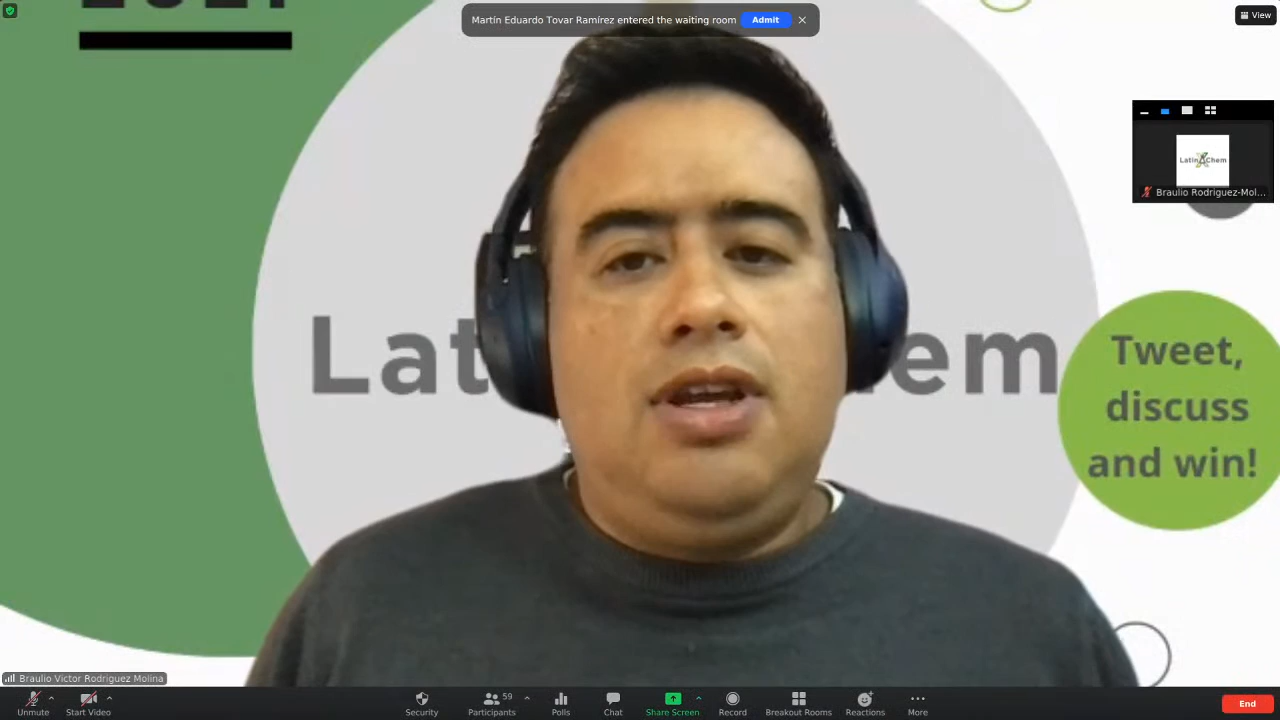 Martín Eduardo Tovar Ramírez entered the waiting room
Admit
View
LatinXChem
Braulio Rodriguez-Mol...
Lat
em
Tweet,
discuss
and win!
Braulio Victor Rodriguez Molina
Unmute
Start Video
Security
59
Participants
Polls
Chat
Share Screen
Record
Breakout Rooms
Reactions
More
End